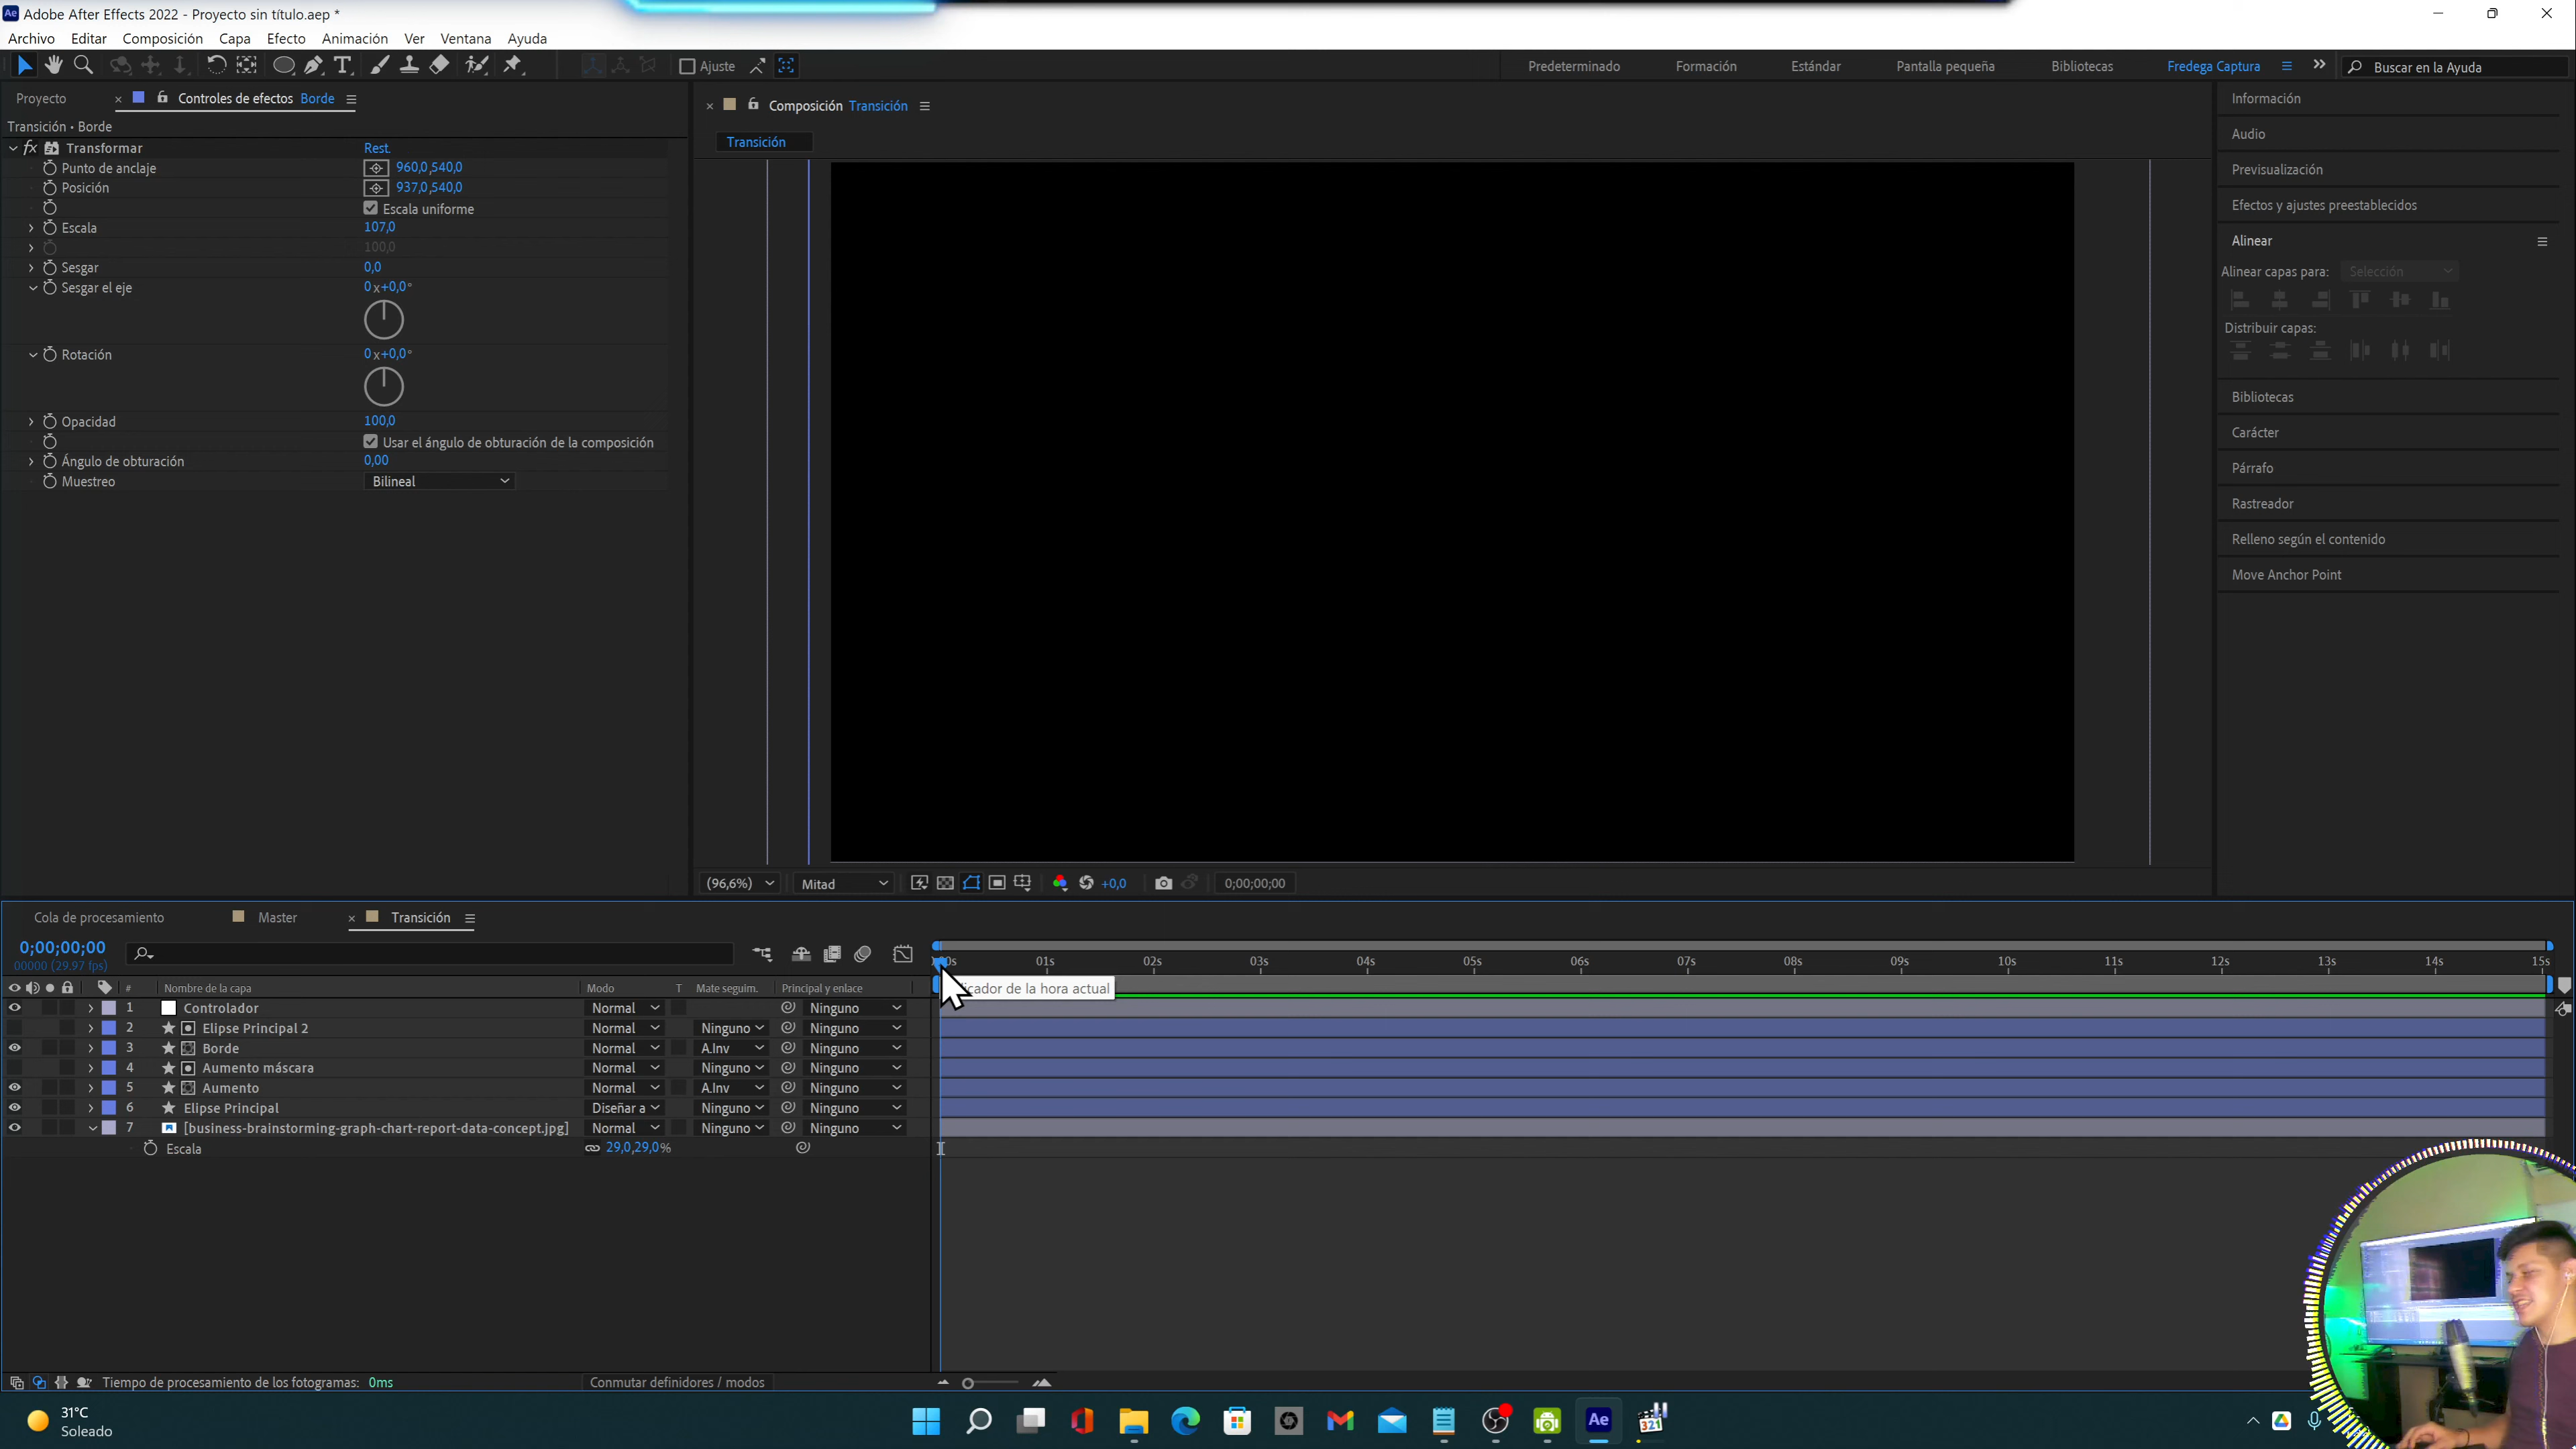 Adobe After Effects 2022 - Proyecto sin título.aep *
Archivo Editar Composición Capa Efecto Animación Ver Ventana Ayuda
Ajuste Predeterminado Formación Estándar Pantalla pequeña Bibliotecas Fredega Captura Buscar en la Ayuda
Proyecto Controles de efectos Borde
Transición • Borde
fx Transformar Rest.
Punto de anclaje 960,0,540,0
Posición 937,0,540,0
Escala uniforme
Escala 107,0
100,0
Sesgar 0,0
Sesgar el eje 0 x+0,0°
Rotación 0 x+0,0°
Opacidad 100,0
Usar el ángulo de obturación de la composición
Ángulo de obturación 0,00
Muestreo Bilineal
Composición Transición
Transición
(96,6%) Mitad +0,0 0;00;00;00
Información
Audio
Previsualización
Efectos y ajustes preestablecidos
Alinear
Alinear capas para: Selección
Distribuir capas:
Bibliotecas
Carácter
Párrafo
Rastreador
Relleno según el contenido
Move Anchor Point
Cola de procesamiento Master Transición
0;00;00;00
00000 (29.97 fps)
01s 02s 03s 04s 05s 06s 07s 08s 09s 10s 11s 12s 13s 14s 15s
# Nombre de la capa Modo T Mate seguim. Principal y enlace
icador de la hora actual
1 Controlador Normal Ninguno
2 Elipse Principal 2 Normal Ninguno Ninguno
3 Borde Normal A.Inv Ninguno
4 Aumento máscara Normal Ninguno Ninguno
5 Aumento Normal A.Inv Ninguno
6 Elipse Principal Diseñar a Ninguno Ninguno
7 [business-brainstorming-graph-chart-report-data-concept.jpg] Normal Ninguno Ninguno
Escala 29,0,29,0%
Tiempo de procesamiento de los fotogramas: 0ms Conmutar definidores / modos
31°C
Soleado
Ae
321